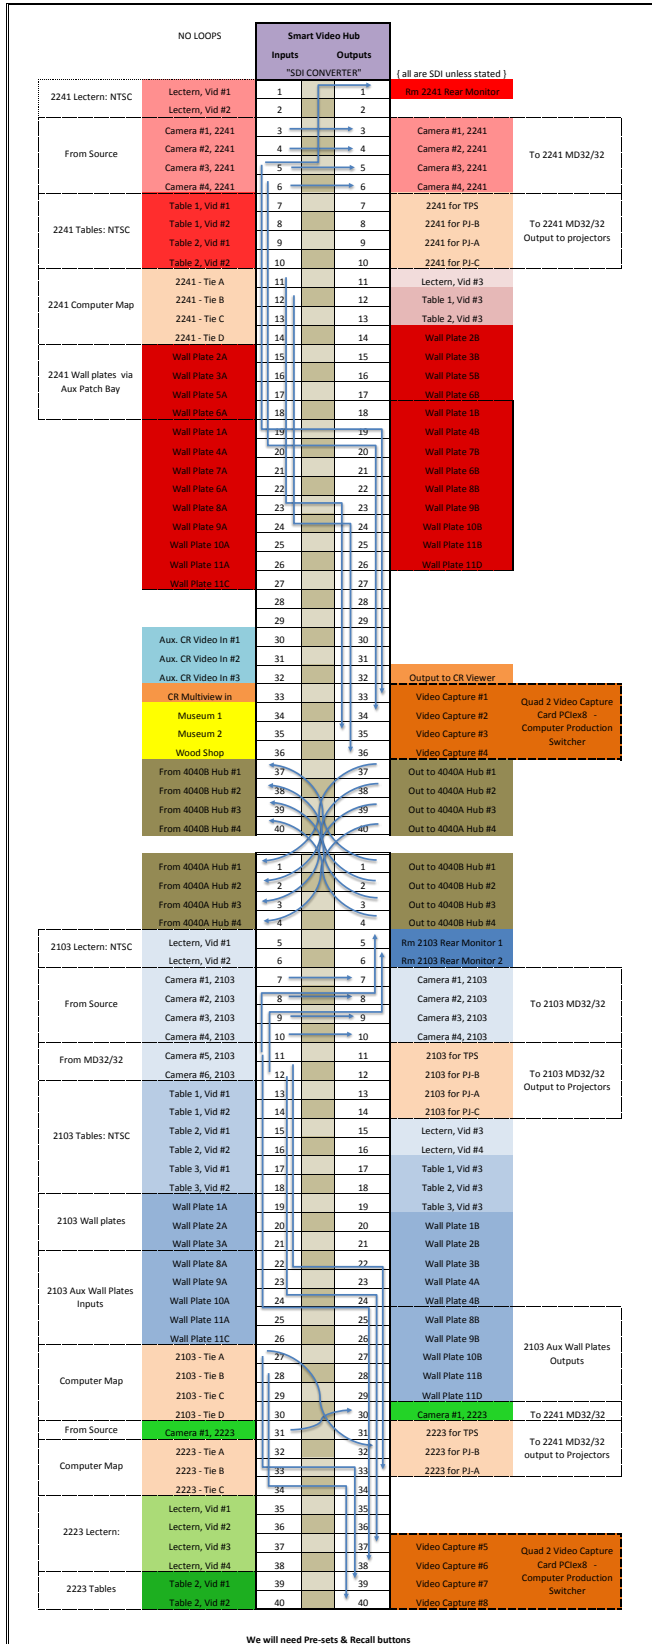 NO LOOPS Smart Video Hub
Inputs Outputs
"SDI CONVERTER" { all are SDI unless stated }
2241 Lectern: NTSC Lectern, Vid #1 1 1 Rm 2241 Rear Monitor
Lectern, Vid #2 2 2
From Source Camera #1, 2241 3 3 Camera #1, 2241 To 2241 MD32/32
Camera #2, 2241 4 4 Camera #2, 2241
Camera #3, 2241 5 5 Camera #3, 2241
Camera #4, 2241 6 6 Camera #4, 2241
2241 Tables: NTSC Table 1, Vid #1 7 7 2241 for TPS To 2241 MD32/32
Table 1, Vid #2 8 8 2241 for PJ-B Output to projectors
Table 2, Vid #1 9 9 2241 for PJ-A
Table 2, Vid #2 10 10 2241 for PJ-C
2241 Computer Map 2241 - Tie A 11 11 Lectern, Vid #3
2241 - Tie B 12 12 Table 1, Vid #3
2241 - Tie C 13 13 Table 2, Vid #3
2241 - Tie D 14 14 Wall Plate 2B
2241 Wall plates via Wall Plate 2A 15 15 Wall Plate 3B
Aux Patch Bay Wall Plate 3A 16 16 Wall Plate 5B
Wall Plate 5A 17 17 Wall Plate 6B
Wall Plate 6A 18 18 Wall Plate 1B
Wall Plate 1A 19 19 Wall Plate 4B
Wall Plate 4A 20 20 Wall Plate 7B
Wall Plate 7A 21 21 Wall Plate 6B
Wall Plate 6A 22 22 Wall Plate 8B
Wall Plate 8A 23 23 Wall Plate 9B
Wall Plate 9A 24 24 Wall Plate 10B
Wall Plate 10A 25 25 Wall Plate 11B
Wall Plate 11A 26 26 Wall Plate 11D
Wall Plate 11C 27 27
28 28
29 29
Aux. CR Video In #1 30 30
Aux. CR Video In #2 31 31
Aux. CR Video In #3 32 32 Output to CR Viewer
CR Multiview in 33 33 Video Capture #1 Quad 2 Video Capture
Museum 1 34 34 Video Capture #2 Card PCIex8 -
Museum 2 35 35 Video Capture #3 Computer Production
Wood Shop 36 36 Video Capture #4 Switcher
From 4040B Hub #1 37 37 Out to 4040A Hub #1
From 4040B Hub #2 38 38 Out to 4040A Hub #2
From 4040B Hub #3 39 39 Out to 4040A Hub #3
From 4040B Hub #4 40 40 Out to 4040A Hub #4
From 4040A Hub #1 1 1 Out to 4040B Hub #1
From 4040A Hub #2 2 2 Out to 4040B Hub #2
From 4040A Hub #3 3 3 Out to 4040B Hub #3
From 4040A Hub #4 4 4 Out to 4040B Hub #4
2103 Lectern: NTSC Lectern, Vid #1 5 5 Rm 2103 Rear Monitor 1
Lectern, Vid #2 6 6 Rm 2103 Rear Monitor 2
From Source Camera #1, 2103 7 7 Camera #1, 2103 To 2103 MD32/32
Camera #2, 2103 8 8 Camera #2, 2103
Camera #3, 2103 9 9 Camera #3, 2103
Camera #4, 2103 10 10 Camera #4, 2103
From MD32/32 Camera #5, 2103 11 11 2103 for TPS To 2103 MD32/32
Camera #6, 2103 12 12 2103 for PJ-B Output to Projectors
2103 Tables: NTSC Table 1, Vid #1 13 13 2103 for PJ-A
Table 1, Vid #2 14 14 2103 for PJ-C
Table 2, Vid #1 15 15 Lectern, Vid #3
Table 2, Vid #2 16 16 Lectern, Vid #4
Table 3, Vid #1 17 17 Table 1, Vid #3
Table 3, Vid #2 18 18 Table 2, Vid #3
2103 Wall plates Wall Plate 1A 19 19 Table 3, Vid #3
Wall Plate 2A 20 20 Wall Plate 1B
Wall Plate 3A 21 21 Wall Plate 2B
2103 Aux Wall Plates Wall Plate 8A 22 22 Wall Plate 3B
Inputs Wall Plate 9A 23 23 Wall Plate 4A
Wall Plate 10A 24 24 Wall Plate 4B
Wall Plate 11A 25 25 Wall Plate 8B 2103 Aux Wall Plates
Wall Plate 11C 26 26 Wall Plate 9B Outputs
Computer Map 2103 - Tie A 27 27 Wall Plate 10B
2103 - Tie B 28 28 Wall Plate 11B
2103 - Tie C 29 29 Wall Plate 11D
2103 - Tie D 30 30 Camera #1, 2223 To 2241 MD32/32
From Source Camera #1, 2223 31 31 2223 for TPS To 2241 MD32/32
Computer Map 2223 - Tie A 32 32 2223 for PJ-B output to Projectors
2223 - Tie B 33 33 2223 for PJ-A
2223 - Tie C 34 34
2223 Lectern: Lectern, Vid #1 35 35
Lectern, Vid #2 36 36
Lectern, Vid #3 37 37 Video Capture #5 Quad 2 Video Capture
Lectern, Vid #4 38 38 Video Capture #6 Card PCIex8 -
2223 Tables Table 2, Vid #1 39 39 Video Capture #7 Computer Production
Table 2, Vid #2 40 40 Video Capture #8 Switcher
We will need Pre-sets & Recall buttons